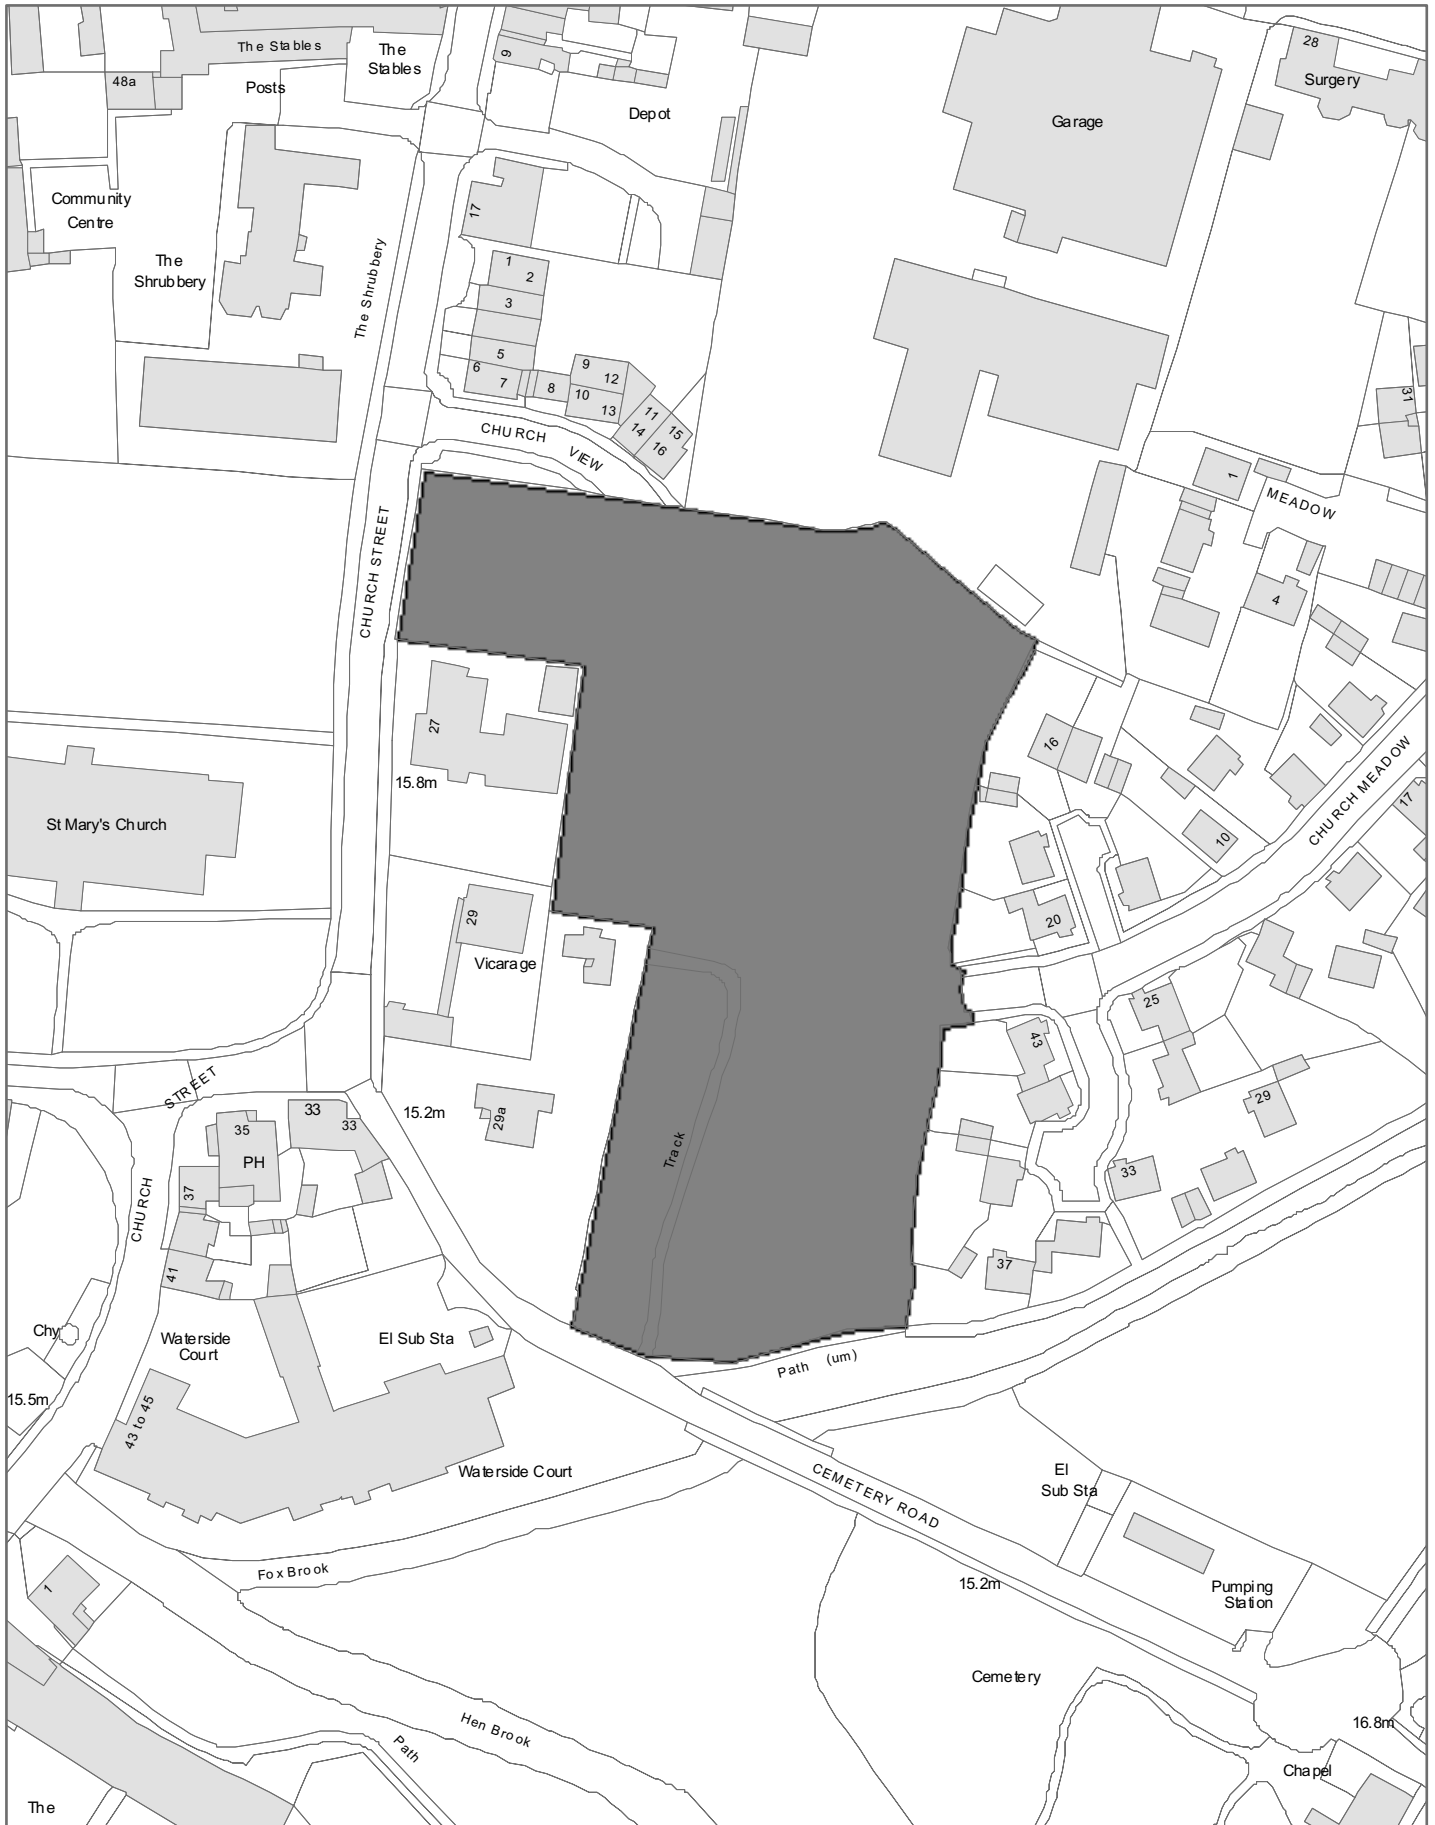 The Stables
The
Stables
9
28
Surgery
48a
Posts
Depot
Garage
Community
Centre
17
The
Shrubbery
The Shrubbery
1
2
3
5
6
7
8
9
12
10
13
11
15
14
16
31
CHURCH
VIEW
1
MEADOW
CHURCH STREET
4
27
16
15.8m
CHURCH MEADOW
17
St Mary's Church
10
29
20
Vicarage
25
43
STREET
15.2m
33
33
29a
29
35
PH
Track
33
37
CHURCH
41
37
Chy
Waterside
Court
El Sub Sta
Path (um)
15.5m
43 to 45
Waterside Court
CEMETERY ROAD
El
Sub Sta
Fox Brook
15.2m
1
Pumping
Station
Cemetery
Hen Brook
16.8m
Path
Chapel
The